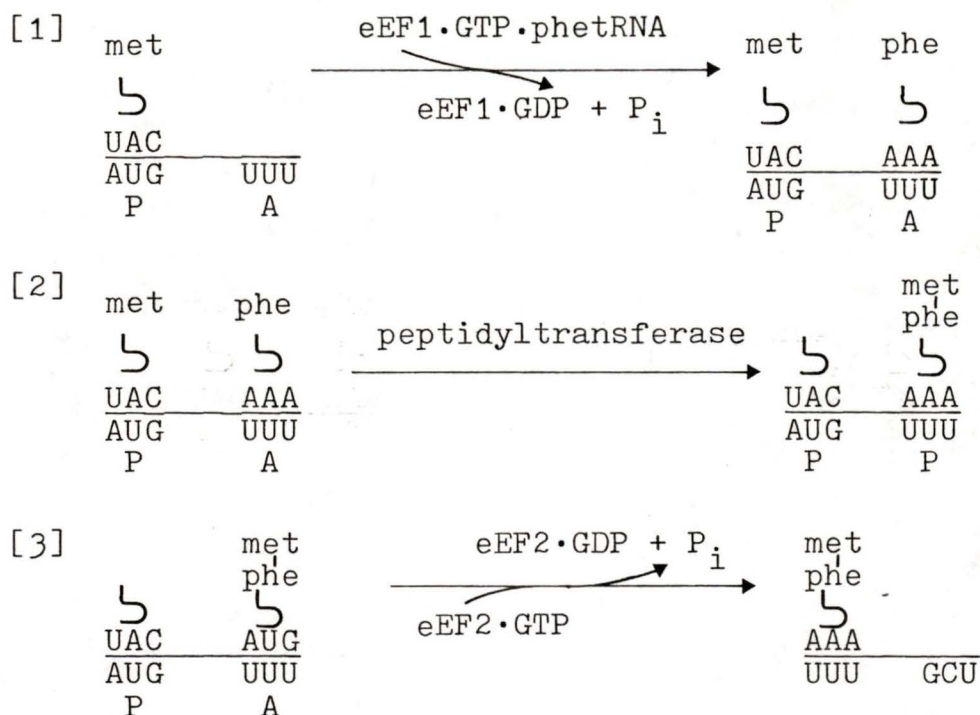 [1]
eEF1·GTP.phetRNA
met
met phe
eEF1·GDP + Pi
UAC
AUG UUU
P A
UAC AAA
AUG UUU
P A
[2]
met phe
met
phe
peptidyltransferase
UAC AAA
AUG UUU
P A
UAC AAA
AUG UUU
P P
[3]
met
phe
eEF2·GDP + Pi
met
phe
eEF2·GTP
UAC AUG
AUG UUU
P A
AAA
UUU GCU